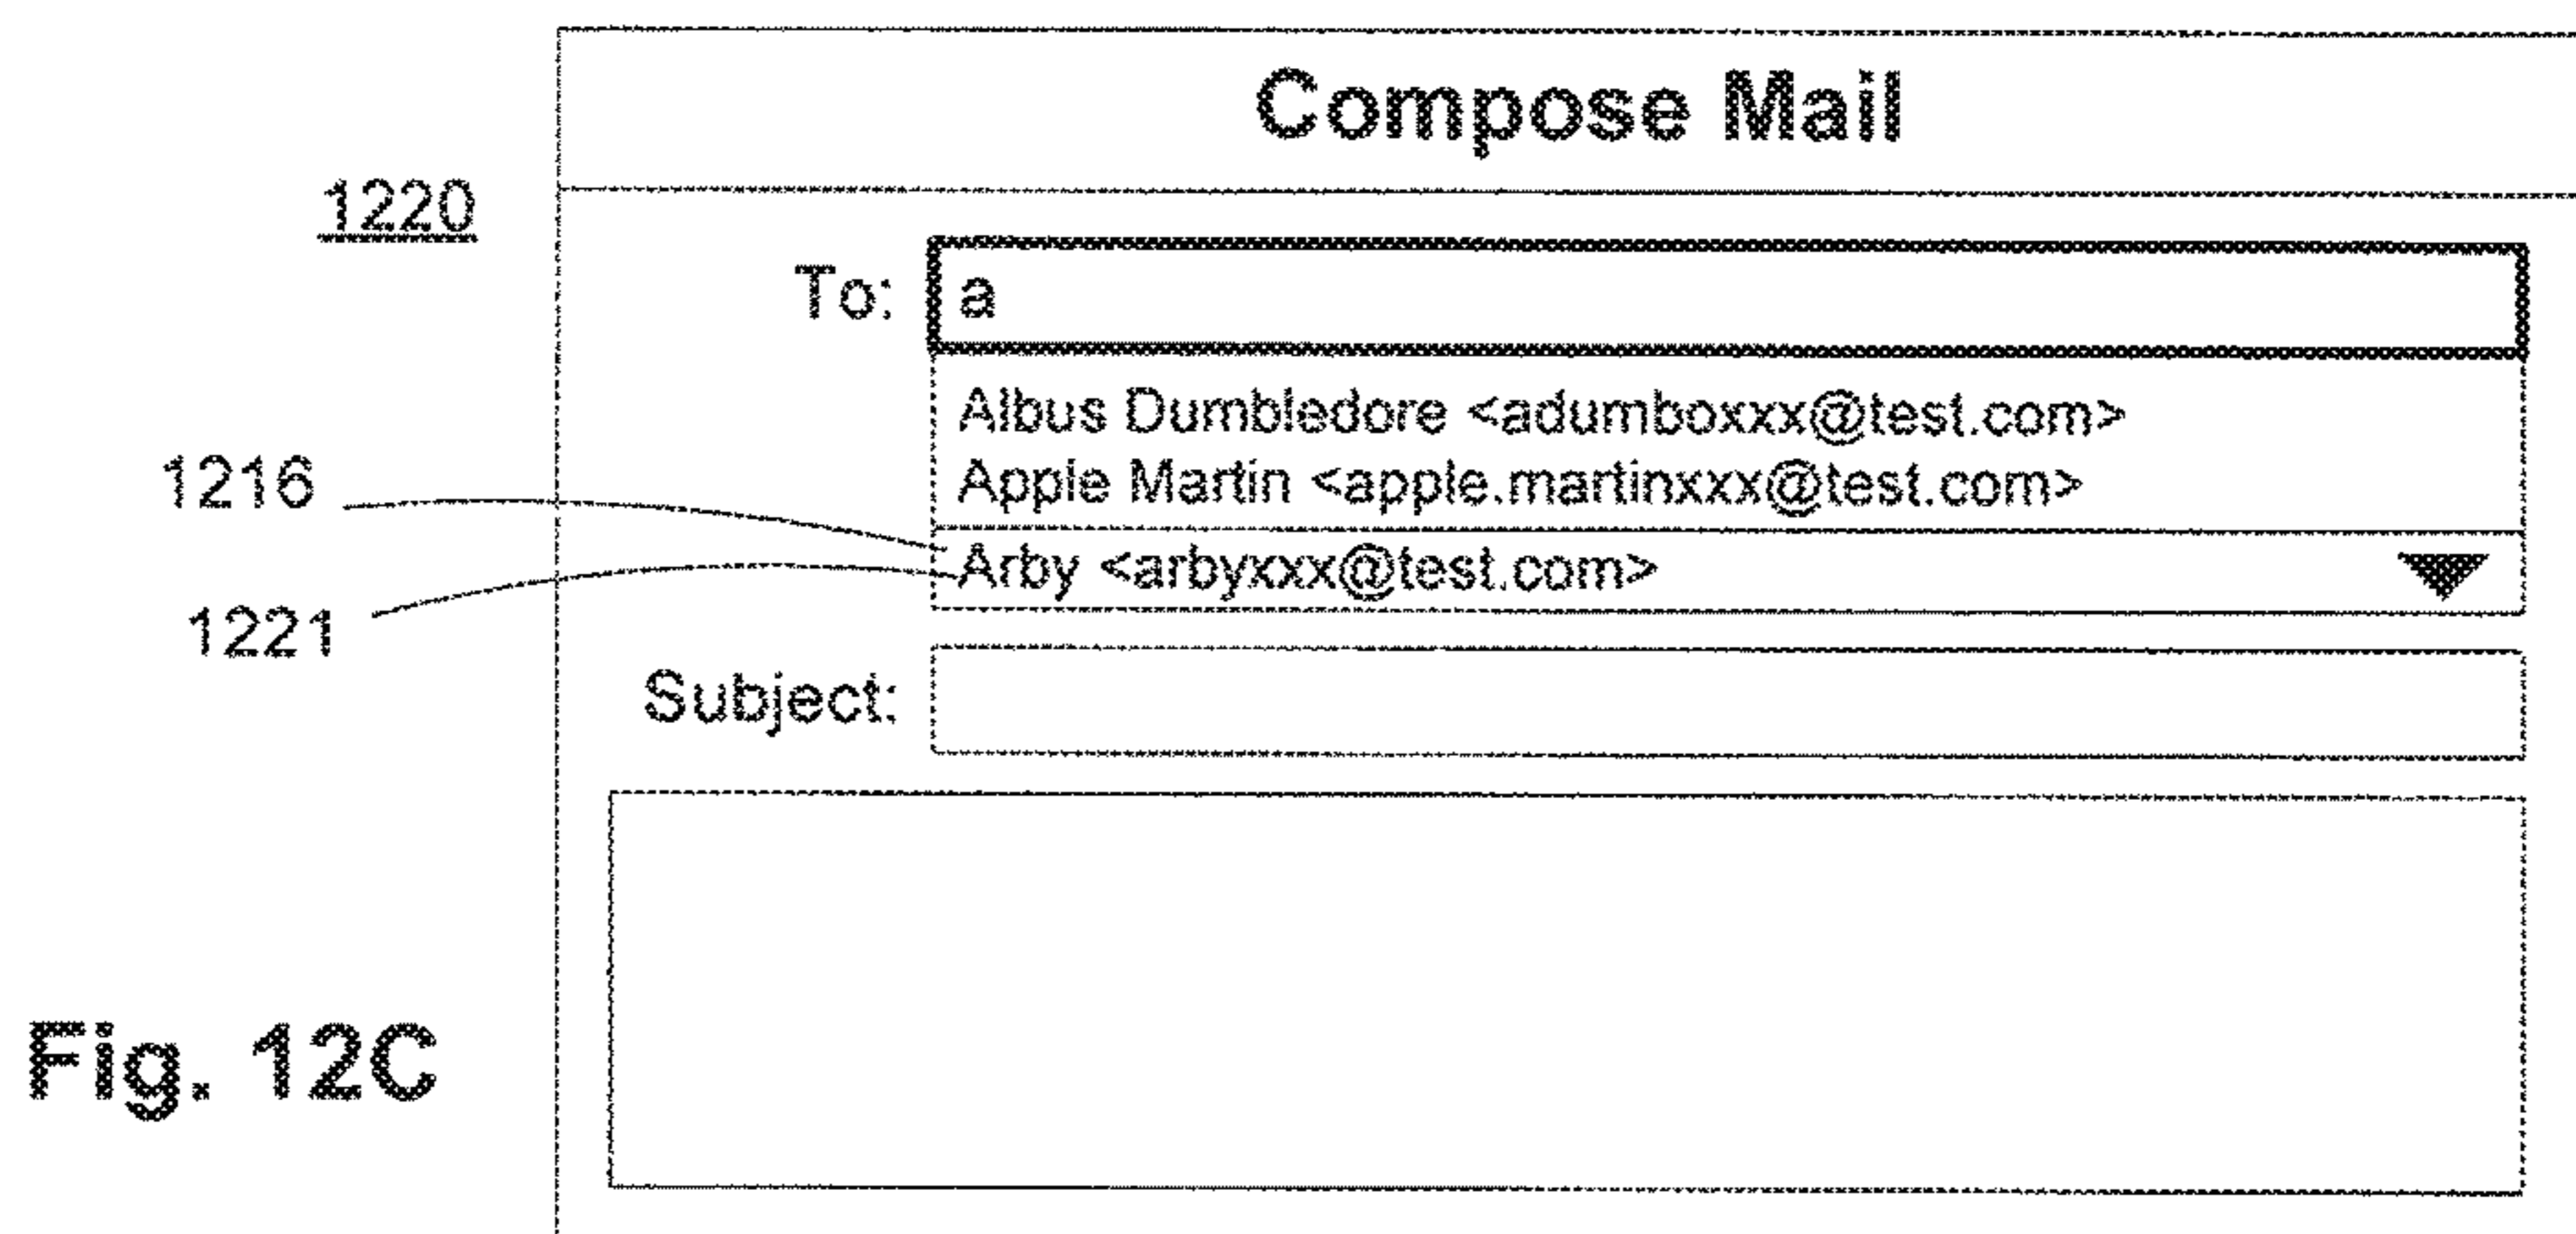 Compose Mail
1220
To: a
Albus Dumbledore <adumboxxx@test.com>
Apple Martin <apple.martinxxx@test.com>
1216
Arby <arbyxxx@test.com>
1221
Subject:
Fig. 12C